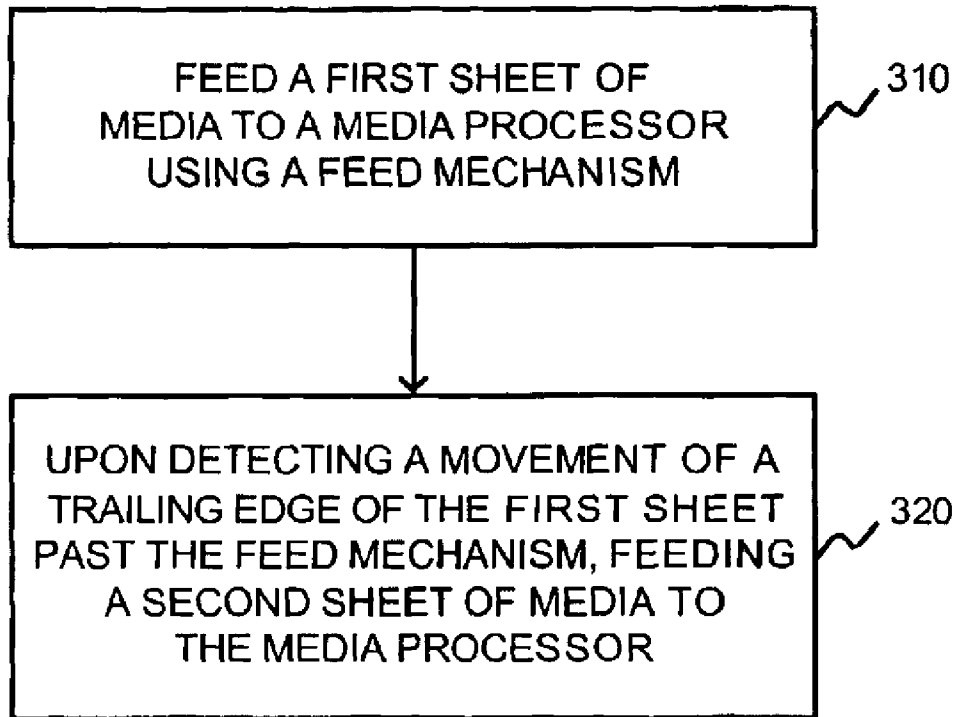 FEED A FIRST SHEET OF
MEDIA TO A MEDIA PROCESSOR
USING A FEED MECHANISM
310
UPON DETECTING A MOVEMENT OF A
TRAILING EDGE OF THE FIRST SHEET
PAST THE FEED MECHANISM, FEEDING
A SECOND SHEET OF MEDIA TO
THE MEDIA PROCESSOR
320